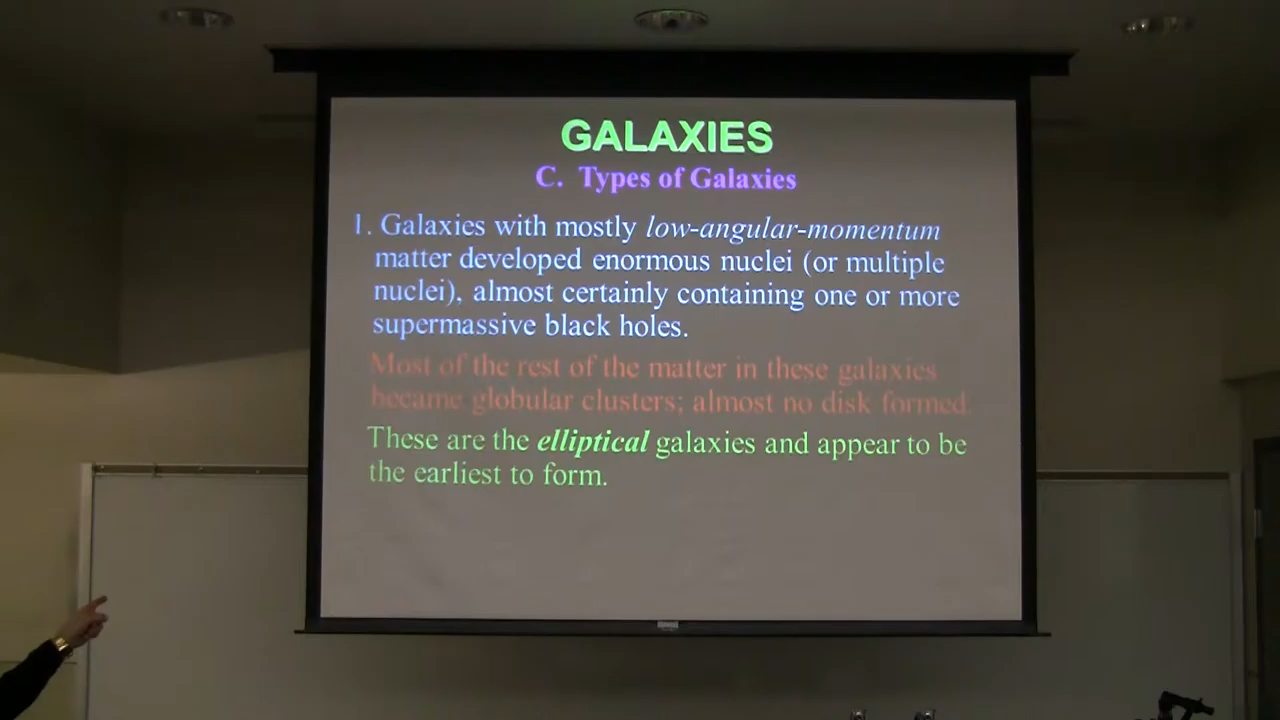 GALAXIES
C. Types of Galaxies
1. Galaxies with mostly low-angular-momentum
matter developed enormous nuclei (or multiple
nuclei), almost certainly containing one or more
supermassive black holes.
Most of the rest of the matter in these galaxies
became globular clusters; almost no disk formed.
These are the elliptical galaxies and appear to be
the earliest to form.